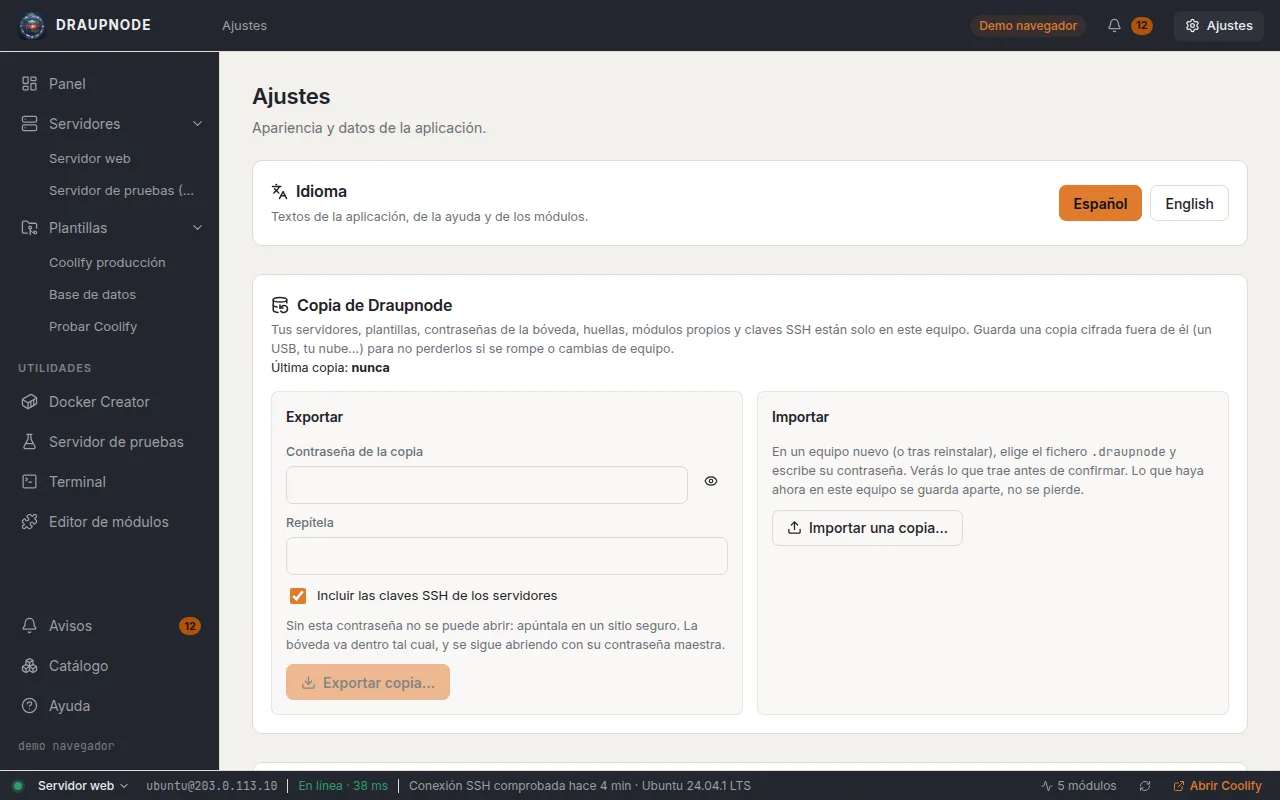 DRAUPNODE
Ajustes
Demo navegador
12
Ajustes
Panel
Servidores
Servidor web
Servidor de pruebas (...
Plantillas
Coolify producción
Base de datos
Probar Coolify
UTILIDADES
Docker Creator
Servidor de pruebas
Terminal
Editor de módulos
Avisos
12
Catálogo
Ayuda
demo navegador
Ajustes
Apariencia y datos de la aplicación.
Idioma
Textos de la aplicación, de la ayuda y de los módulos.
Español
English
Copia de Draupnode
Tus servidores, plantillas, contraseñas de la bóveda, huellas, módulos propios y claves SSH están solo en este equipo. Guarda una copia cifrada fuera de él (un
USB, tu nube...) para no perderlos si se rompe o cambias de equipo.
Última copia: nunca
Exportar
Contraseña de la copia
Repítela
Incluir las claves SSH de los servidores
Sin esta contraseña no se puede abrir: apúntala en un sitio seguro. La
bóveda va dentro tal cual, y se sigue abriendo con su contraseña maestra.
Exportar copia...
Importar
En un equipo nuevo (o tras reinstalar), elige el fichero .draupnode y
escribe su contraseña. Verás lo que trae antes de confirmar. Lo que haya
ahora en este equipo se guarda aparte, no se pierde.
Importar una copia...
Servidor web
ubuntu@203.0.113.10
En línea · 38 ms
Conexión SSH comprobada hace 4 min · Ubuntu 24.04.1 LTS
5 módulos
Abrir Coolify